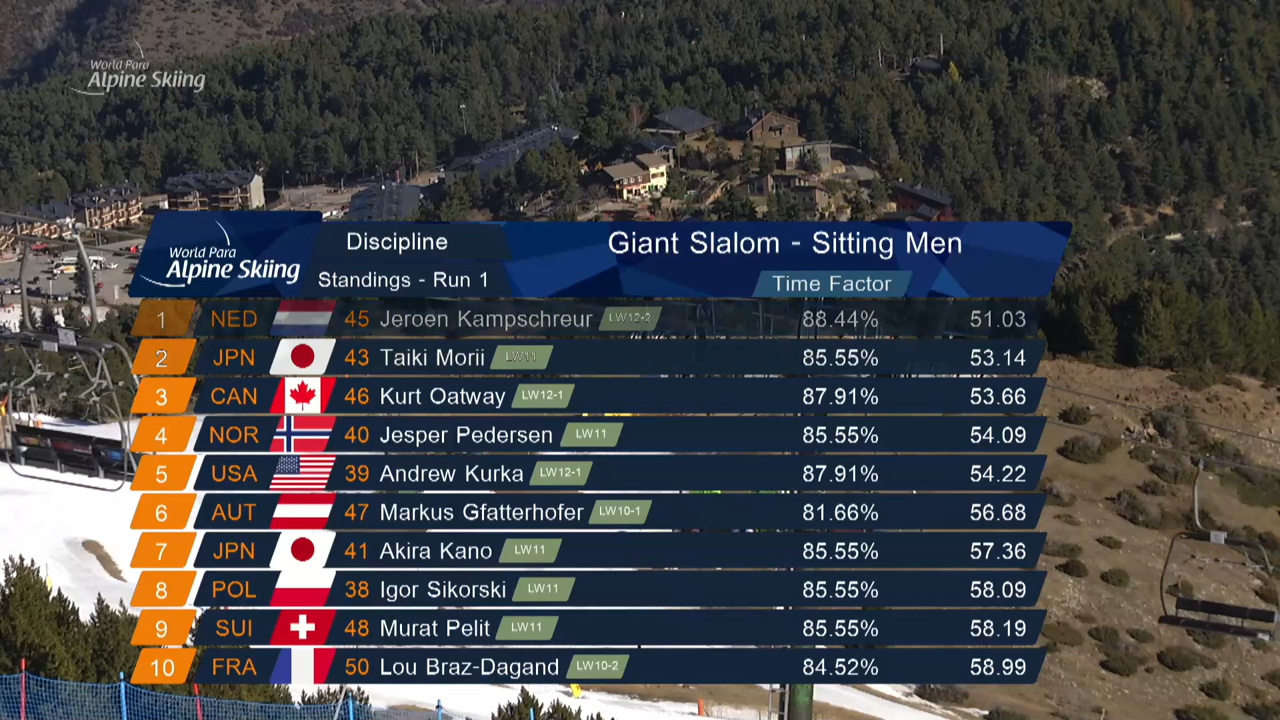 World Para
Alpine Skiing
World Para
Alpine Skiing
Discipline
Giant Slalom - Sitting Men
Standings - Run 1
Time Factor
1 NED 45 Jeroen Kampschreur LW12-2 88.44% 51.03
2 JPN 43 Taiki Morii LW11 85.55% 53.14
3 CAN 46 Kurt Oatway LW12-1 87.91% 53.66
4 NOR 40 Jesper Pedersen LW11 85.55% 54.09
5 USA 39 Andrew Kurka LW12-1 87.91% 54.22
6 AUT 47 Markus Gfatterhofer LW10-1 81.66% 56.68
7 JPN 41 Akira Kano LW11 85.55% 57.36
8 POL 38 Igor Sikorski LW11 85.55% 58.09
9 SUI 48 Murat Pelit LW11 85.55% 58.19
10 FRA 50 Lou Braz-Dagand LW10-2 84.52% 58.99